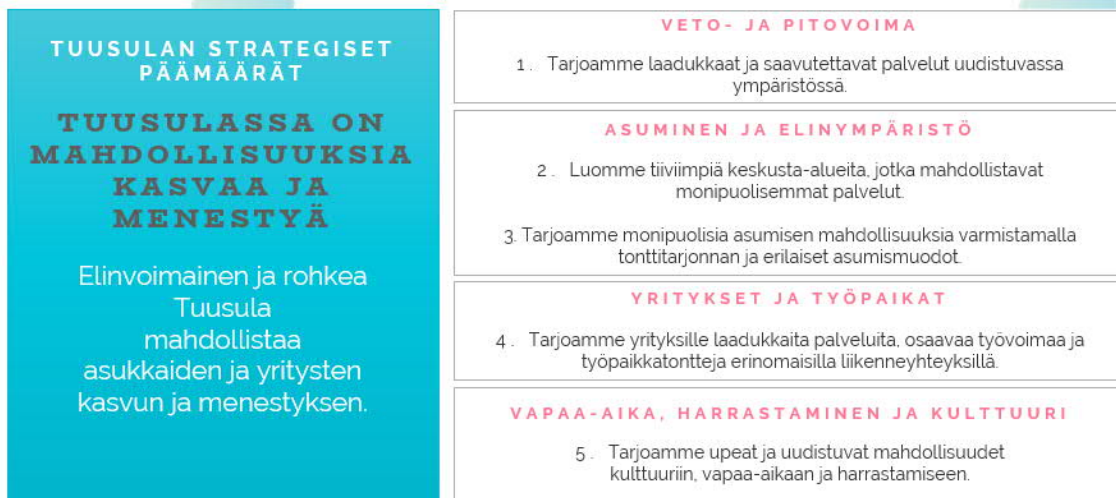 TUUSULAN STRATEGISET
PÄÄMÄÄRÄT
TUUSULASSA ON
MAHDOLLISUUKSIA
KASVAA JA
MENESTYÄ
Elinvoimainen ja rohkea
Tuusula
mahdollistaa
asukkaiden ja yritysten
kasvun ja menestyksen.
VETO- JA PITOVOIMA
1. Tarjoamme laadukkaat ja saavutettavat palvelut uudistuvassa
ympäristössä.
ASUMINEN JA ELINYMPÄRISTÖ
2. Luomme tiiviimpiä keskusta-alueita, jotka mahdollistavat
monipuolisemmat palvelut.
3. Tarjoamme monipuolisia asumisen mahdollisuuksia varmistamalla
tonttitarjonnan ja erilaiset asumismuodot.
YRITYKSET JA TYÖPAIKAT
4. Tarjoamme yrityksille laadukkaita palveluita, osaavaa työvoimaa ja
työpaikkatontteja erinomaisilla liikenneyhteyksillä.
VAPAA-AIKA, HARRASTAMINEN JA KULTTUURI
5. Tarjoamme upeat ja uudistuvat mahdollisuudet
kulttuuriin, vapaa-aikaan ja harrastamiseen.